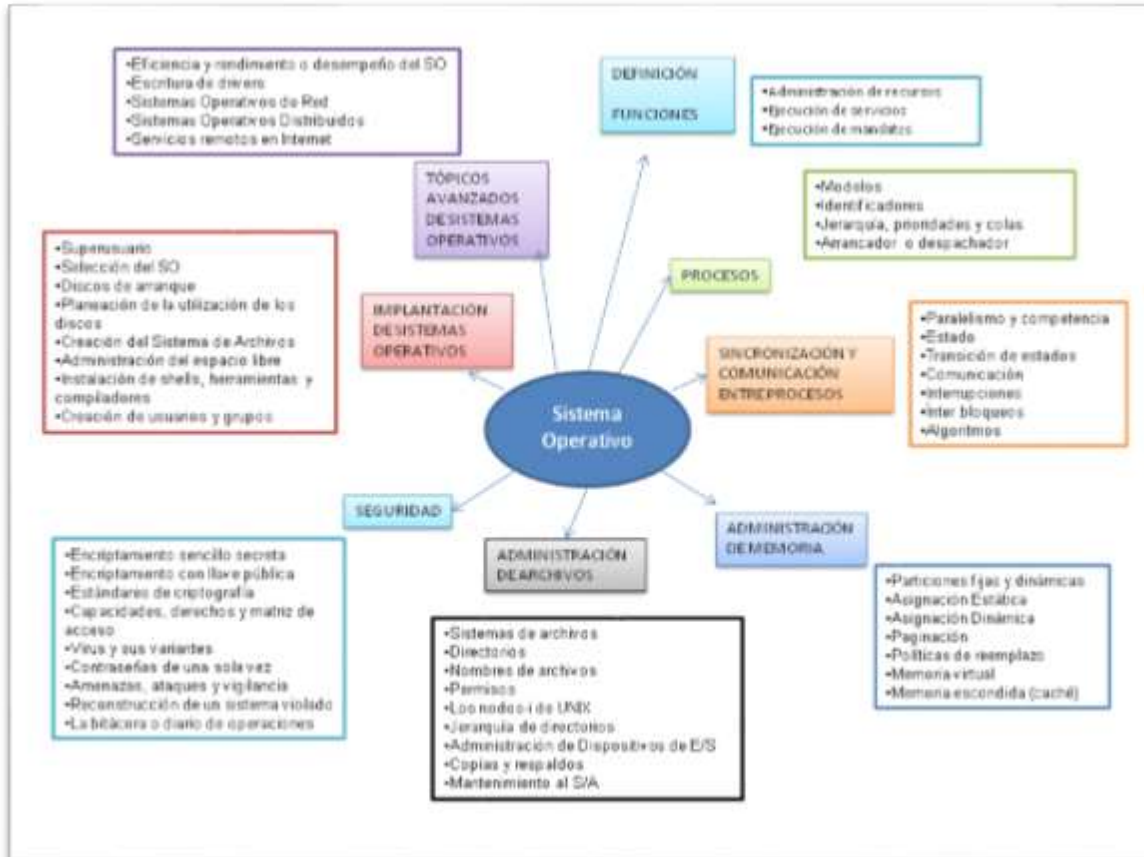 •Eficiencia y rendimiento o desempeño del SO
•Escritura de drivers
•Sistemas Operativos de Red
•Sistemas Operativos Distribuidos
•Servicios remotos en Internet
TÓPICOS
AVANZADOS
DE SISTEMAS
OPERATIVOS
DEFINICIÓN
FUNCIONES
•Administración de recursos
•Ejecución de servicios
•Ejecución de mandatos
•Modelos
•Identificadores
•Jerarquía, prioridades y colas
•Arrancador o despachador
PROCESOS
•Superusuario
•Selección del SO
•Discos de arranque
•Planeación de la utilización de los
discos
•Creación del Sistema de Archivos
•Administración del espacio libre
•Instalación de shells, herramientas y
compiladores
•Creación de usuarios y grupos
IMPLANTACIÓN
DE SISTEMAS
OPERATIVOS
SINCRONIZACIÓN Y
COMUNICACIÓN
ENTREPROCESOS
•Paralelismo y competencia
•Estado
•Transición de estados
•Comunicación
•Interrupciones
•Inter bloqueos
•Algoritmos
Sistema
Operativo
SEGURIDAD
•Encriptamiento sencillo secreta
•Encriptamiento con llave pública
•Estándares de criptografía
•Capacidades, derechos y matriz de
acceso
•Virus y sus variantes
•Contraseñas de una sola vez
•Amenazas, ataques y vigilancia
•Reconstrucción de un sistema violado
•La bitácora o diario de operaciones
ADMINISTRACIÓN
DE ARCHIVOS
•Sistemas de archivos
•Directorios
•Nombres de archivos
•Permisos
•Los nodos-i de UNIX
•Jerarquía de directorios
•Administración de Dispositivos de E/S
•Copias y respaldos
•Mantenimiento al S/A
ADMINISTRACIÓN
DE MEMORIA
•Particiones fijas y dinámicas
•Asignación Estática
•Asignación Dinámica
•Paginación
•Políticas de reemplazo
•Memoria virtual
•Memoria escondida (caché)